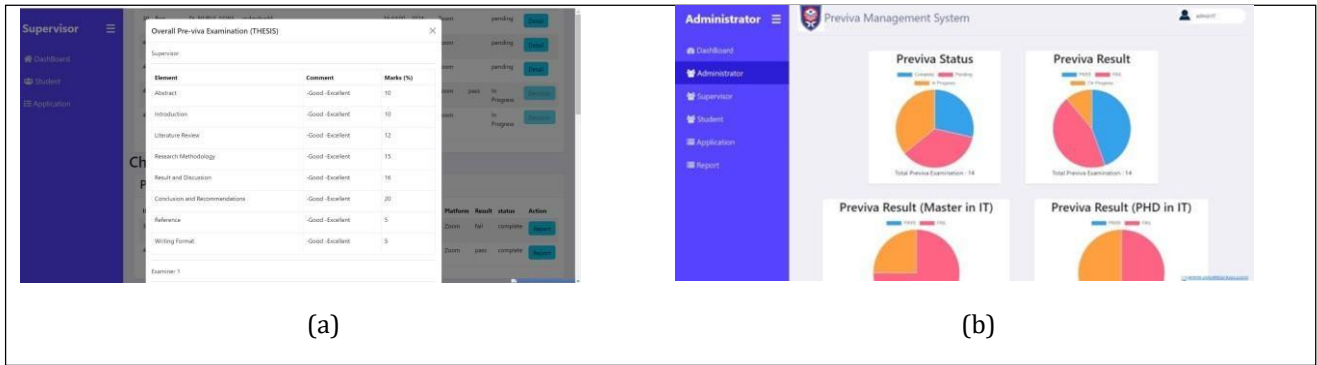 Supervisor
DashBoard
Student
Application
Overall Pre-viva Examination (THESIS)
×
Supervisor
Element Comment Marks (%)
Abstract -Good -Excellent 10
Introduction -Good -Excellent 10
Literature Review -Good -Excellent 12
Research Methodology -Good -Excellent 15
Result and Discussion -Good -Excellent 16
Conclusion and Recommendations -Good -Excellent 20
Reference -Good -Excellent 5
Writing Format -Good -Excellent 5
Examiner 1
Zoom pending Detail
pending Detail
pending Detail
pass In Progress
In Progress
Platform Result status Action
Zoom fail complete Report
Zoom pass complete Report
(a)
Administrator
Previva Management System
DashBoard
Administrator
Supervisor
Student
Application
Report
Previva Status
Complete Pending
In Progress
Total Previva Examination : 14
Previva Result
PASS FAIL
On Progress
Total Previva Examination : 14
Previva Result (Master in IT)
PASS FAIL
Previva Result (PHD in IT)
PASS FAIL
(b)